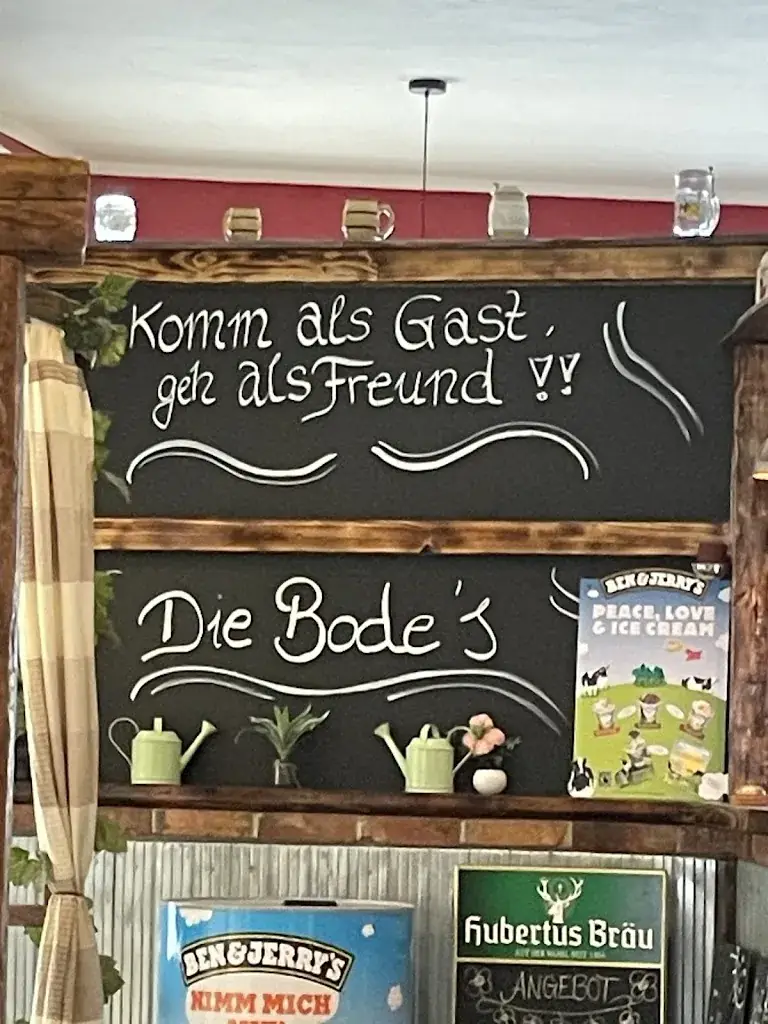 Komm als Gast,
geh als Freund !!
Die Bode's
BEN & JERRY'S
PEACE, LOVE
& ICE CREAM
BEN & JERRY'S
NIMM MICH
Hubertus Bräu
ANGEBOT